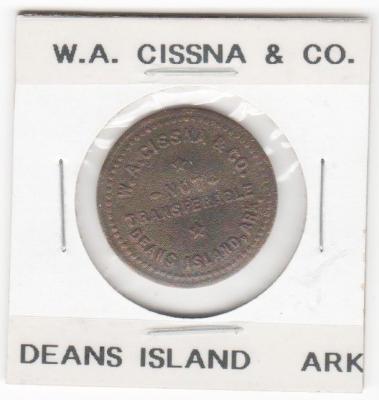 W.A. CISSNA & CO.
W.A. CISSNA & CO.
NOT
TRANSFERABLE
DEANS ISLAND, ARK.
DEANS ISLAND ARK